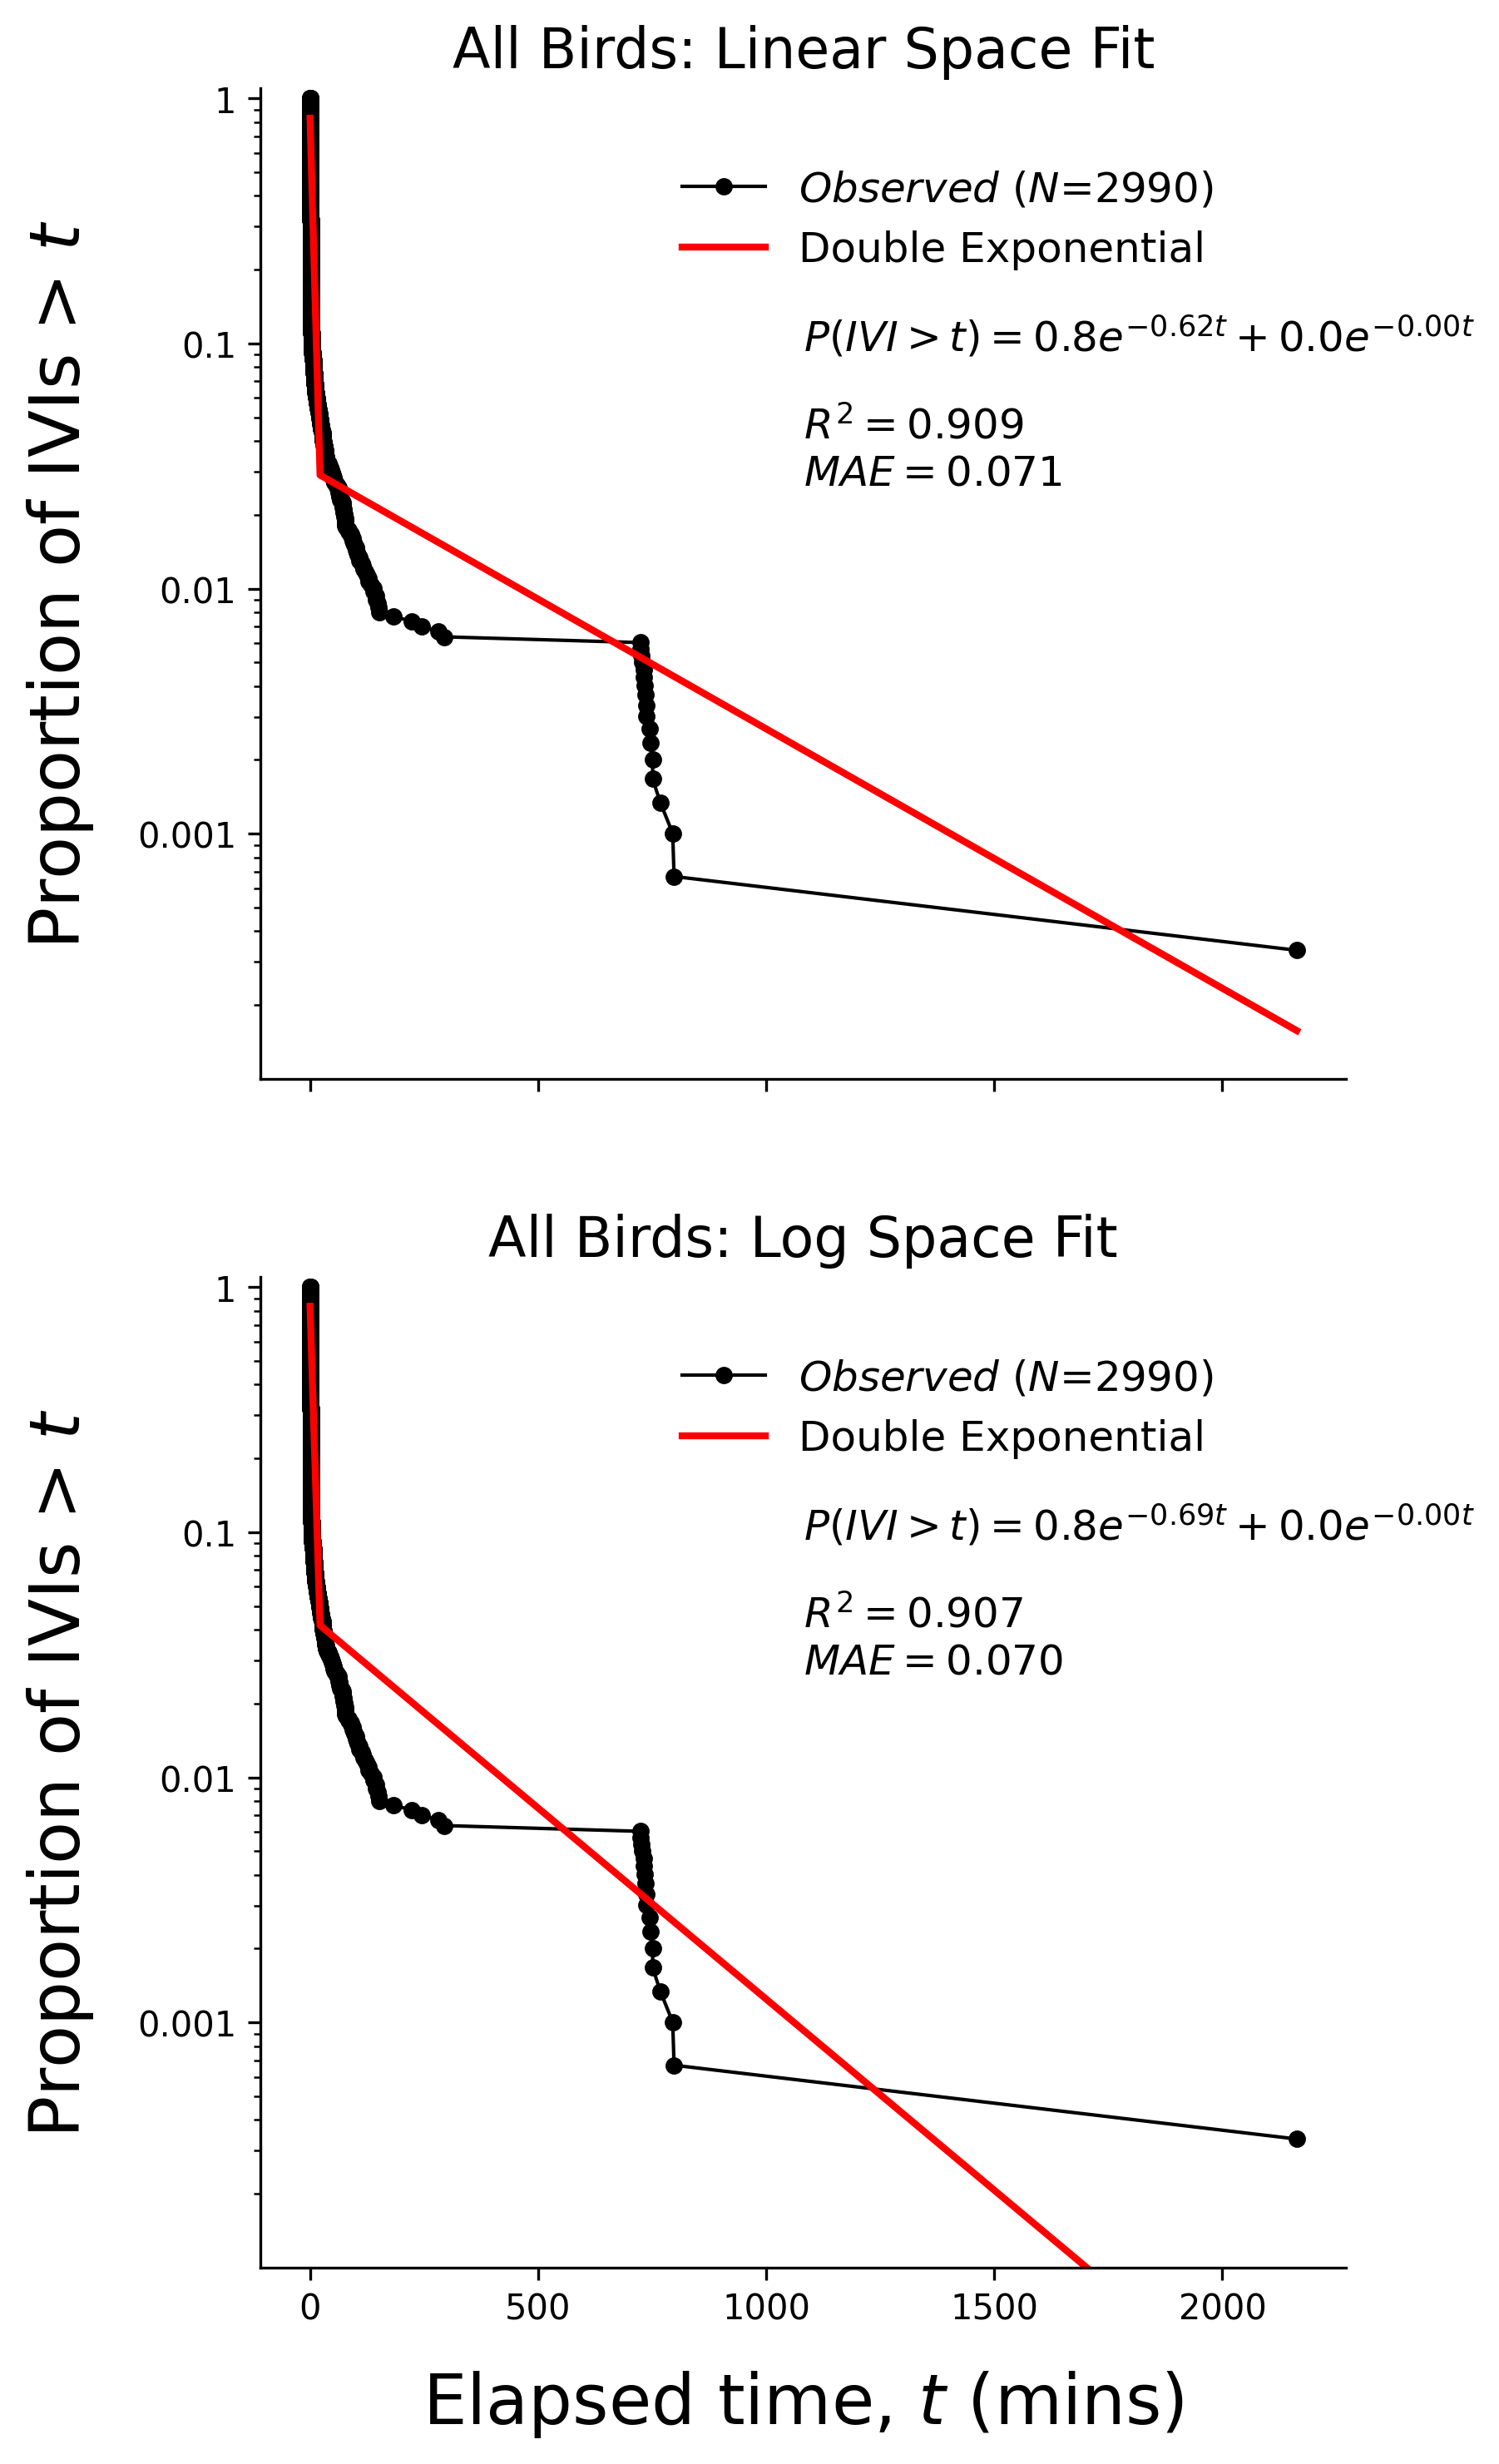 All Birds: Linear Space Fit
Proportion of IVIs > t
1
0.1
0.01
0.001
Observed (N=2990)
Double Exponential
P(IVI > t) = 0.8e^{-0.62t} + 0.0e^{-0.00t}
R² = 0.909
MAE = 0.071
All Birds: Log Space Fit
Proportion of IVIs > t
1
0.1
0.01
0.001
Observed (N=2990)
Double Exponential
P(IVI > t) = 0.8e^{-0.69t} + 0.0e^{-0.00t}
R² = 0.907
MAE = 0.070
0 500 1000 1500 2000
Elapsed time, t (mins)